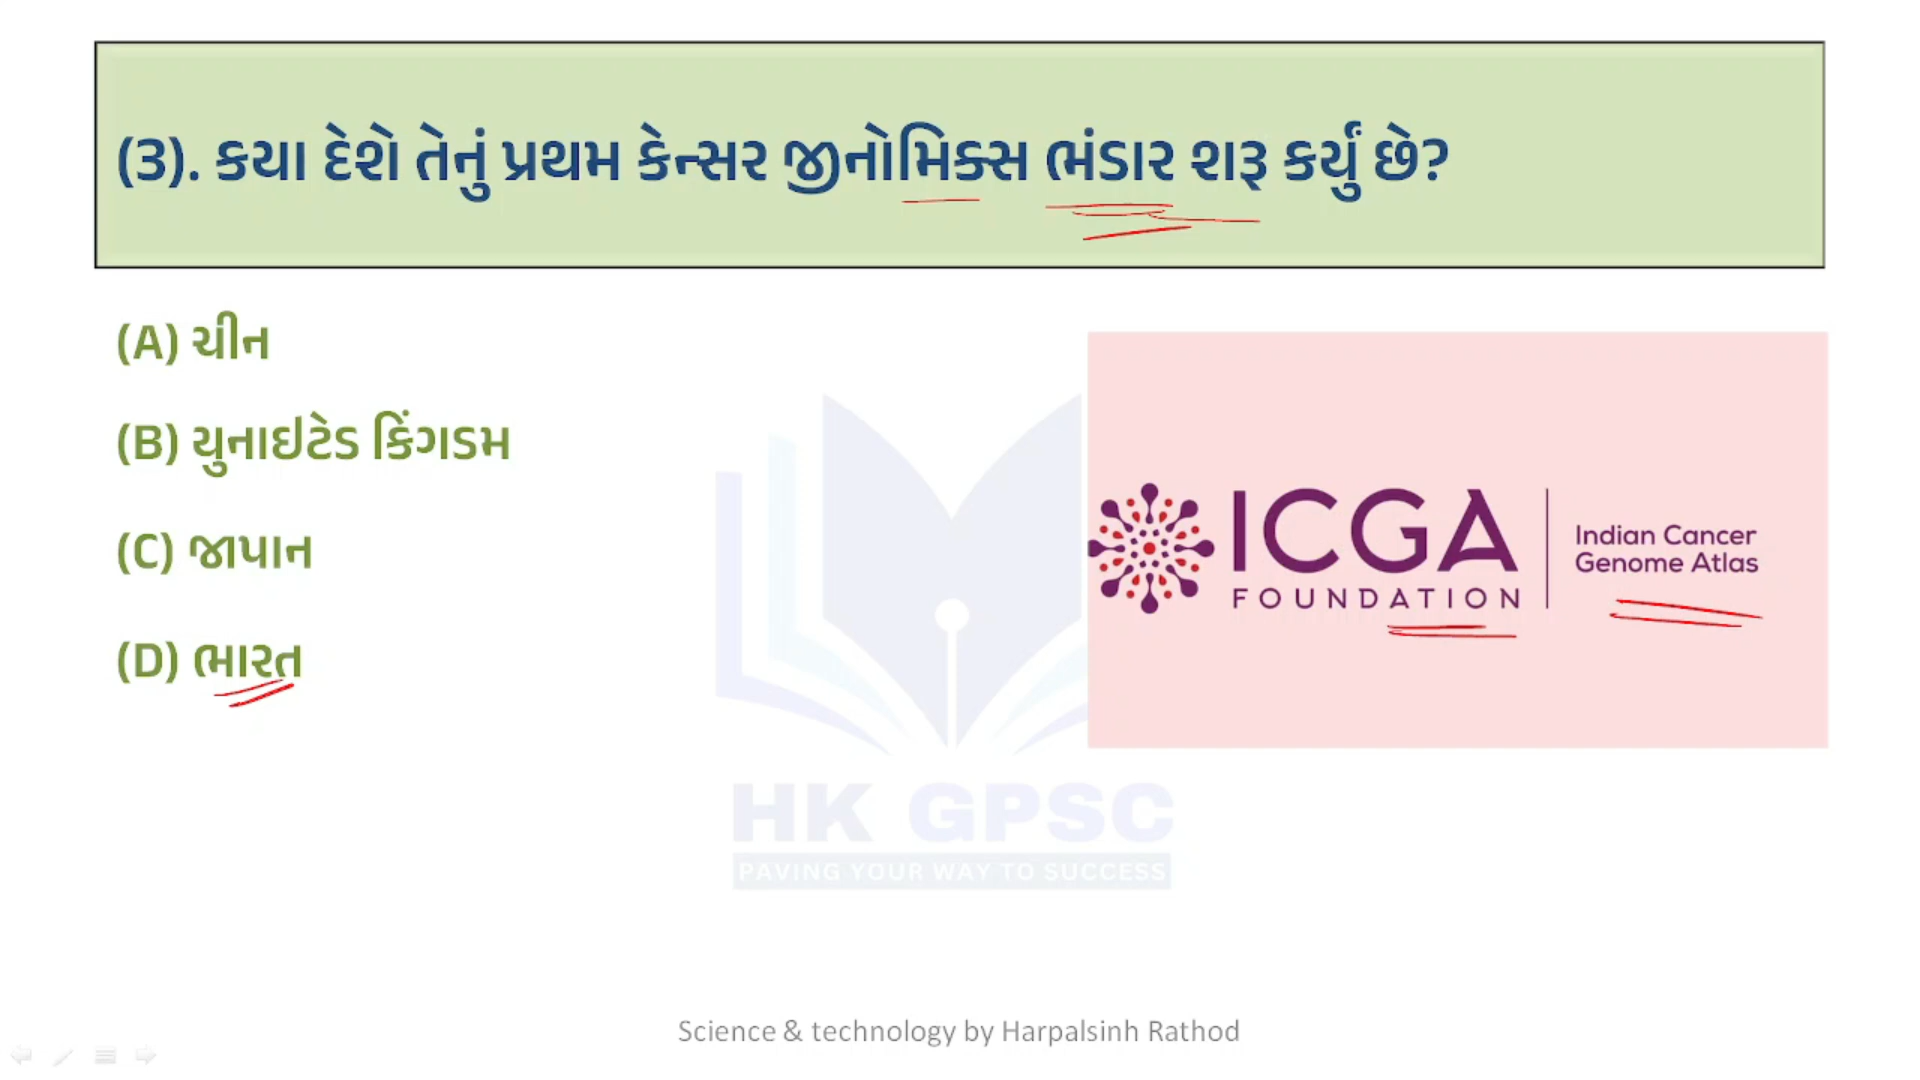 (3). કયા દેશે તેનું પ્રથમ કેન્સર જીનોમિક્સ ભંડાર શરૂ કર્યું છે?
(A) ચીન
(B) યુનાઇટેડ કિંગડમ
(C) જાપાન
(D) ભારત
ICGA
FOUNDATION
Indian Cancer
Genome Atlas
HK GPSC
PAVING YOUR WAY TO SUCCESS
Science & technology by Harpalsinh Rathod